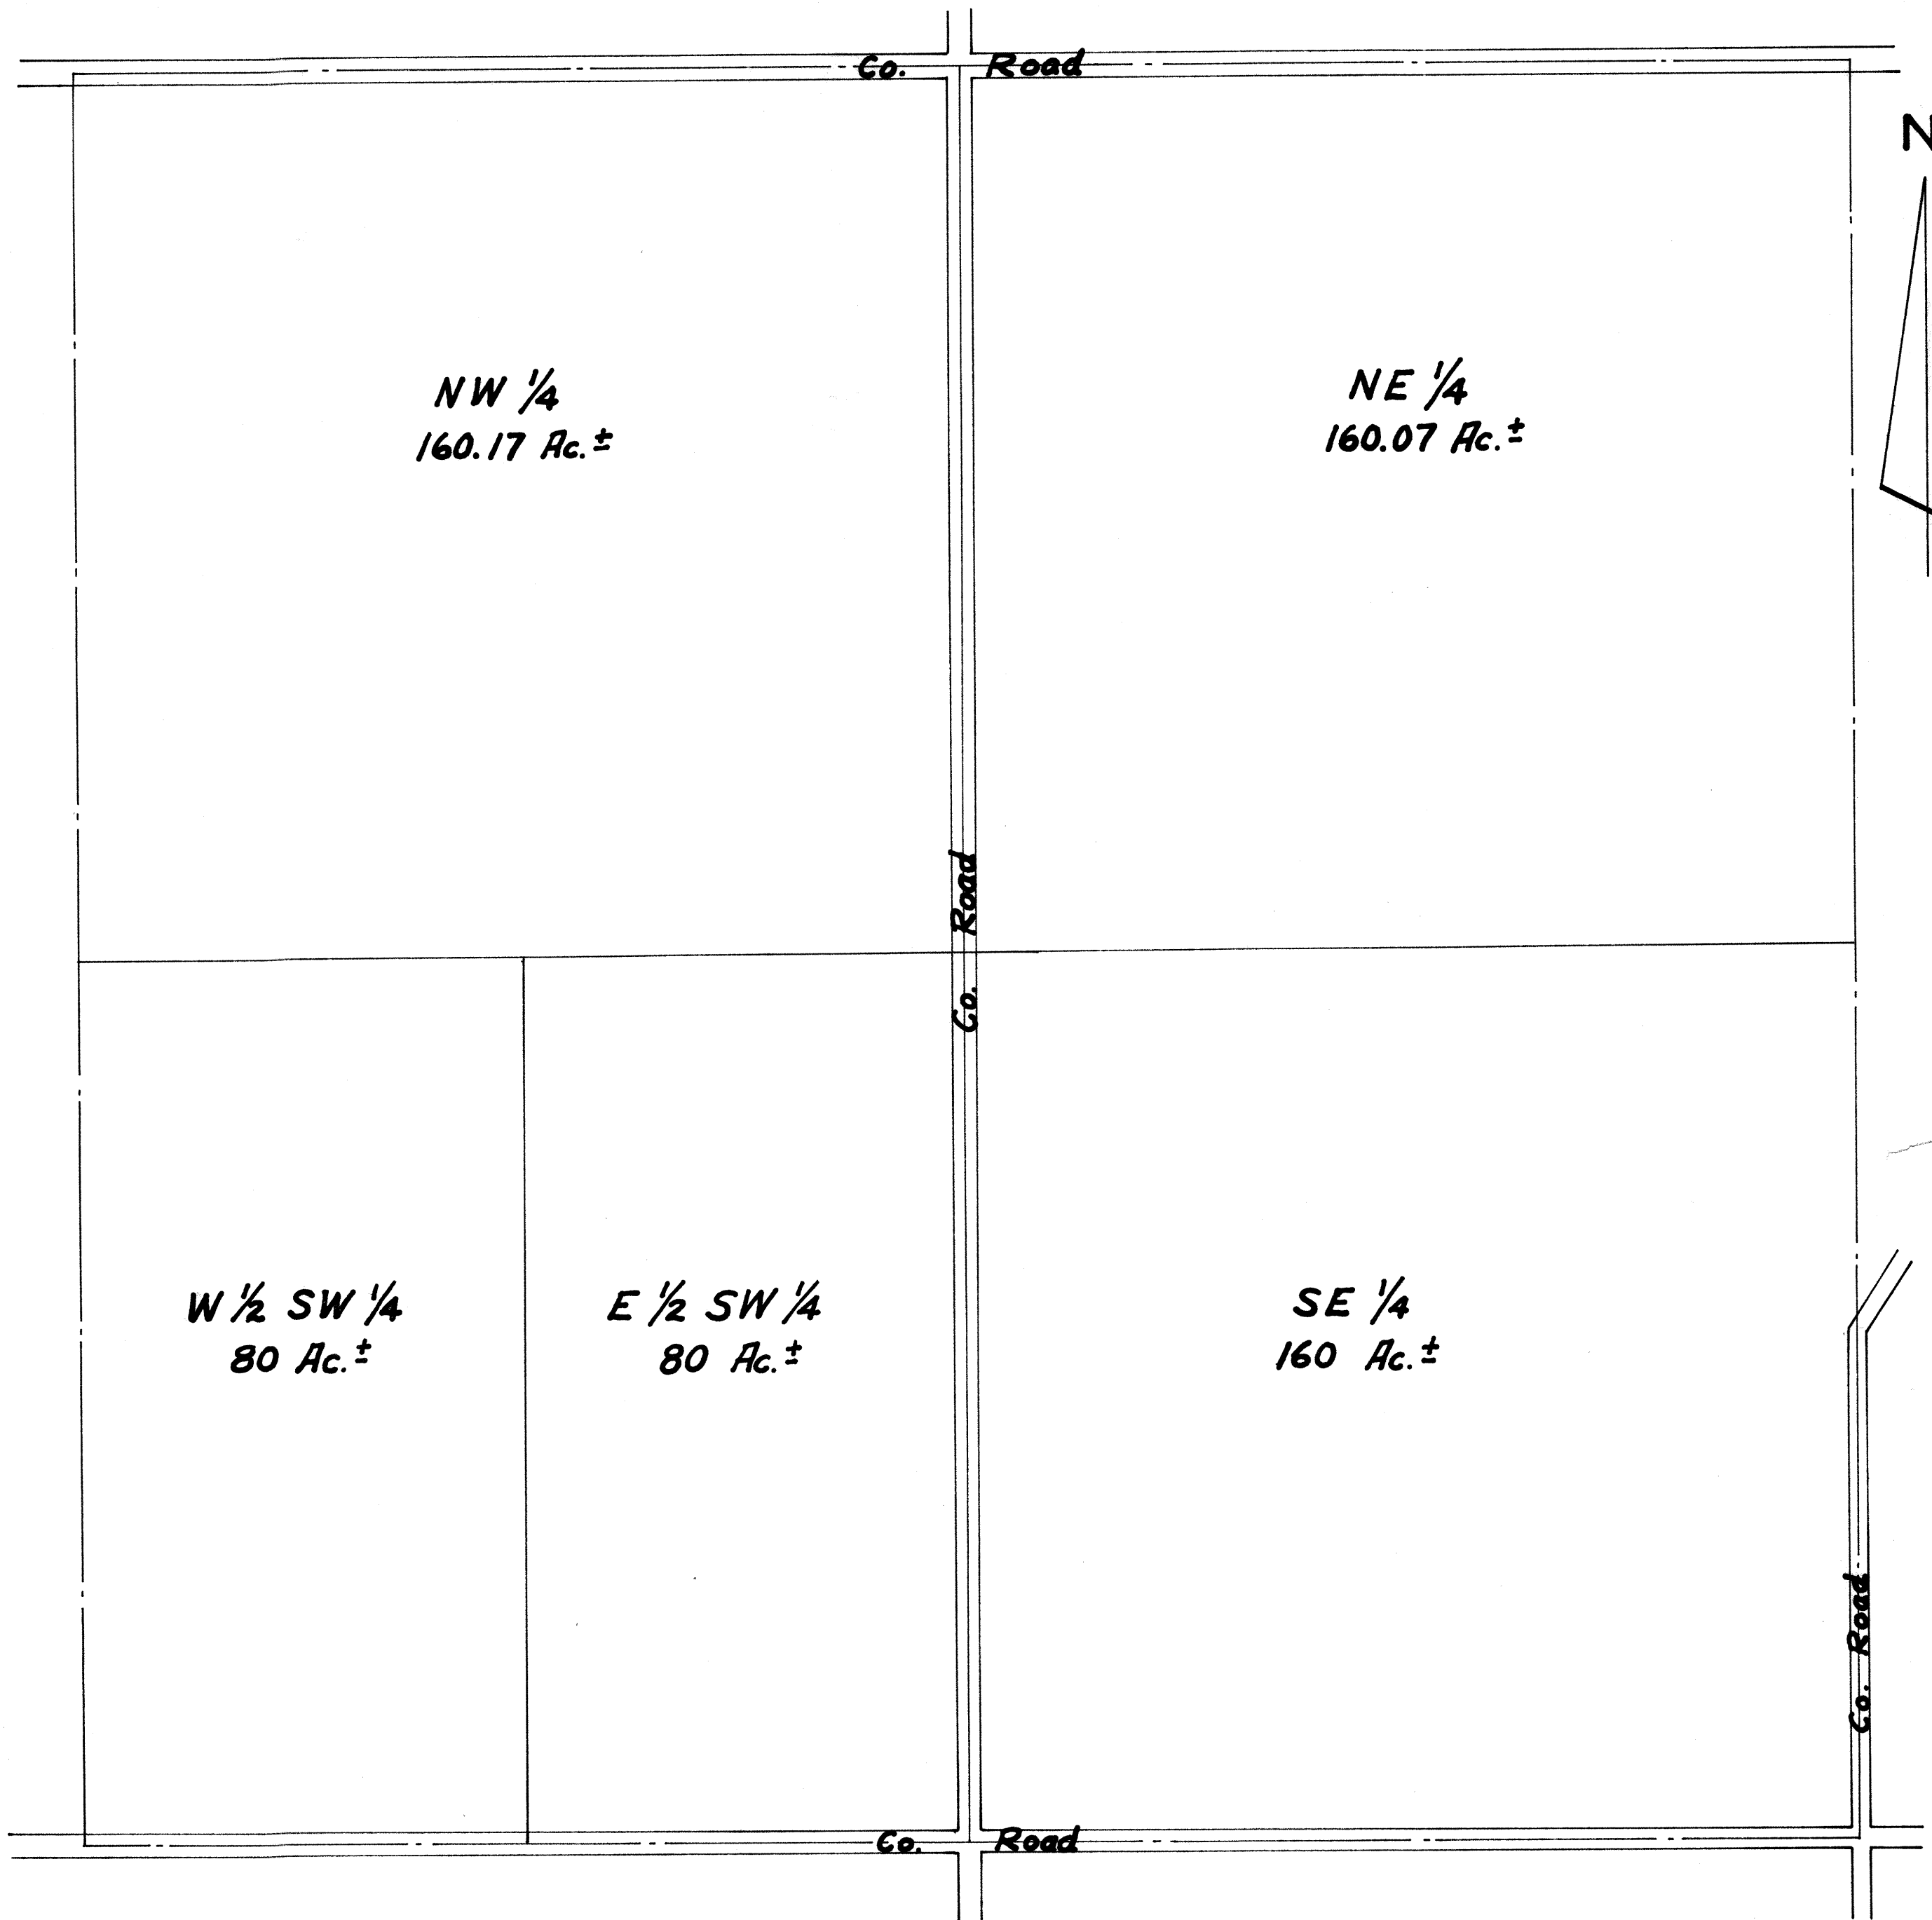 Co. Road
N
NW 1/4
160.17 Ac.±
NE 1/4
160.07 Ac.±
Co. Road
W 1/2 SW 1/4
80 Ac.±
E 1/2 SW 1/4
80 Ac.±
SE 1/4
160 Ac.±
Co. Road
Co. Road